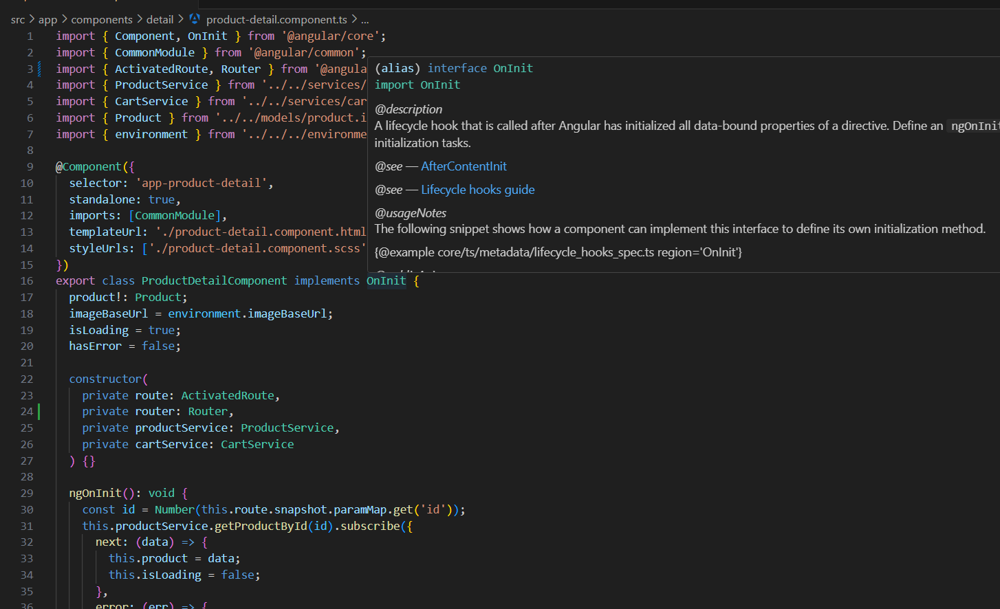 src > app > components > detail > product-detail.component.ts > ...
1 import { Component, OnInit } from '@angular/core';
2 import { CommonModule } from '@angular/common';
3 import { ActivatedRoute, Router } from '@angula
4 import { ProductService } from '../../services/
5 import { CartService } from '../../services/car
6 import { Product } from '../../models/product.i
7 import { environment } from '../../../environme
(alias) interface OnInit
import OnInit
@description
A lifecycle hook that is called after Angular has initialized all data-bound properties of a directive. Define an ngOnInit
initialization tasks.
@see — AfterContentInit
@see — Lifecycle hooks guide
@usageNotes
The following snippet shows how a component can implement this interface to define its own initialization method.
{@example core/ts/metadata/lifecycle_hooks_spec.ts region='OnInit'}
8
9 @Component({
10 selector: 'app-product-detail',
11 standalone: true,
12 imports: [CommonModule],
13 templateUrl: './product-detail.component.html
14 styleUrls: ['./product-detail.component.scss'
15 })
16 export class ProductDetailComponent implements OnInit {
17 product!: Product;
18 imageBaseUrl = environment.imageBaseUrl;
19 isLoading = true;
20 hasError = false;
21
22 constructor(
23 private route: ActivatedRoute,
24 private router: Router,
25 private productService: ProductService,
26 private cartService: CartService
27 ) {}
28
29 ngOnInit(): void {
30 const id = Number(this.route.snapshot.paramMap.get('id'));
31 this.productService.getProductById(id).subscribe({
32 next: (data) => {
33 this.product = data;
34 this.isLoading = false;
35 },
36 error: (err) => {